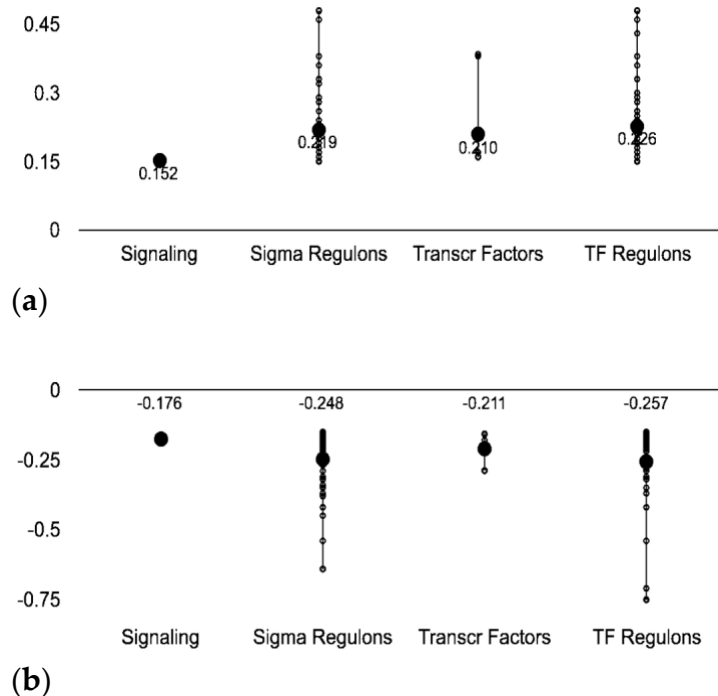 0.45
0.3
0.15
0
0.152
0.219
0.210
0.226
Signaling Sigma Regulons Transcr Factors TF Regulons
(a)
0
-0.176 -0.248 -0.211 -0.257
-0.25
-0.5
-0.75
Signaling Sigma Regulons Transcr Factors TF Regulons
(b)